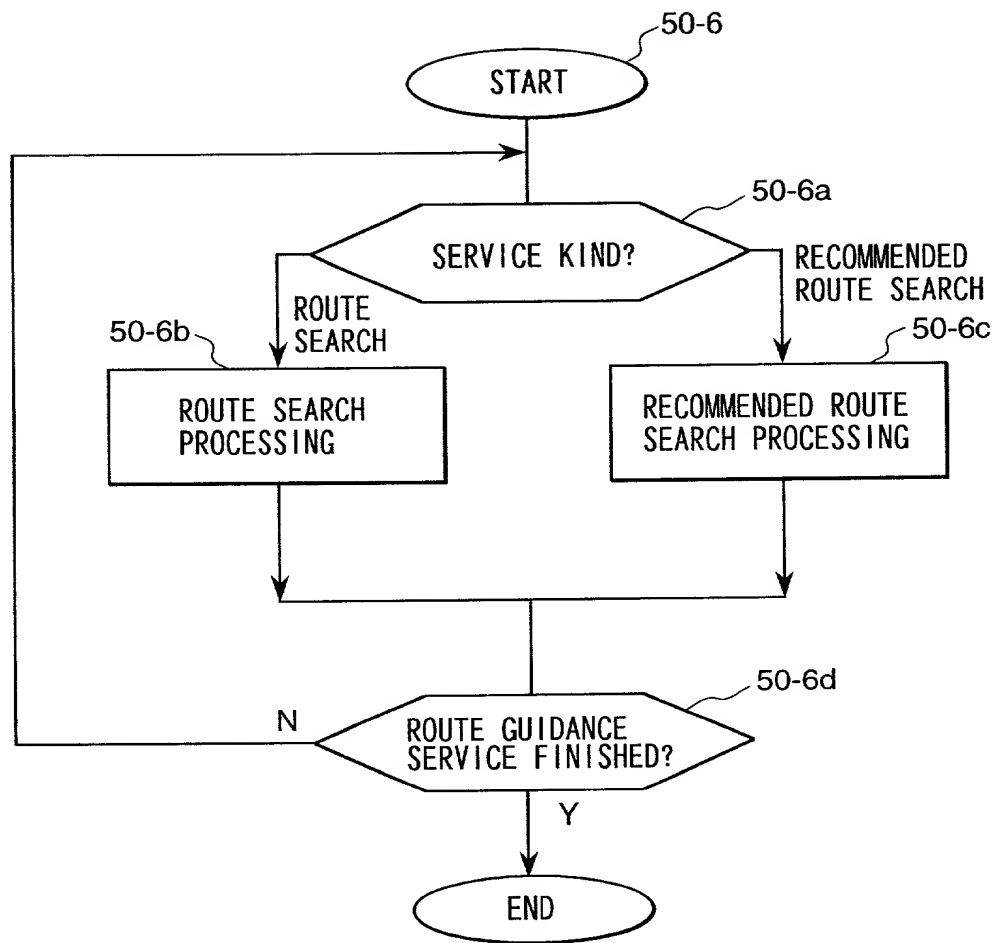 50-6
START
50-6a
SERVICE KIND?
RECOMMENDED
ROUTE SEARCH
ROUTE
SEARCH
50-6b
50-6c
ROUTE SEARCH
PROCESSING
RECOMMENDED ROUTE
SEARCH PROCESSING
50-6d
N
ROUTE GUIDANCE
SERVICE FINISHED?
Y
END